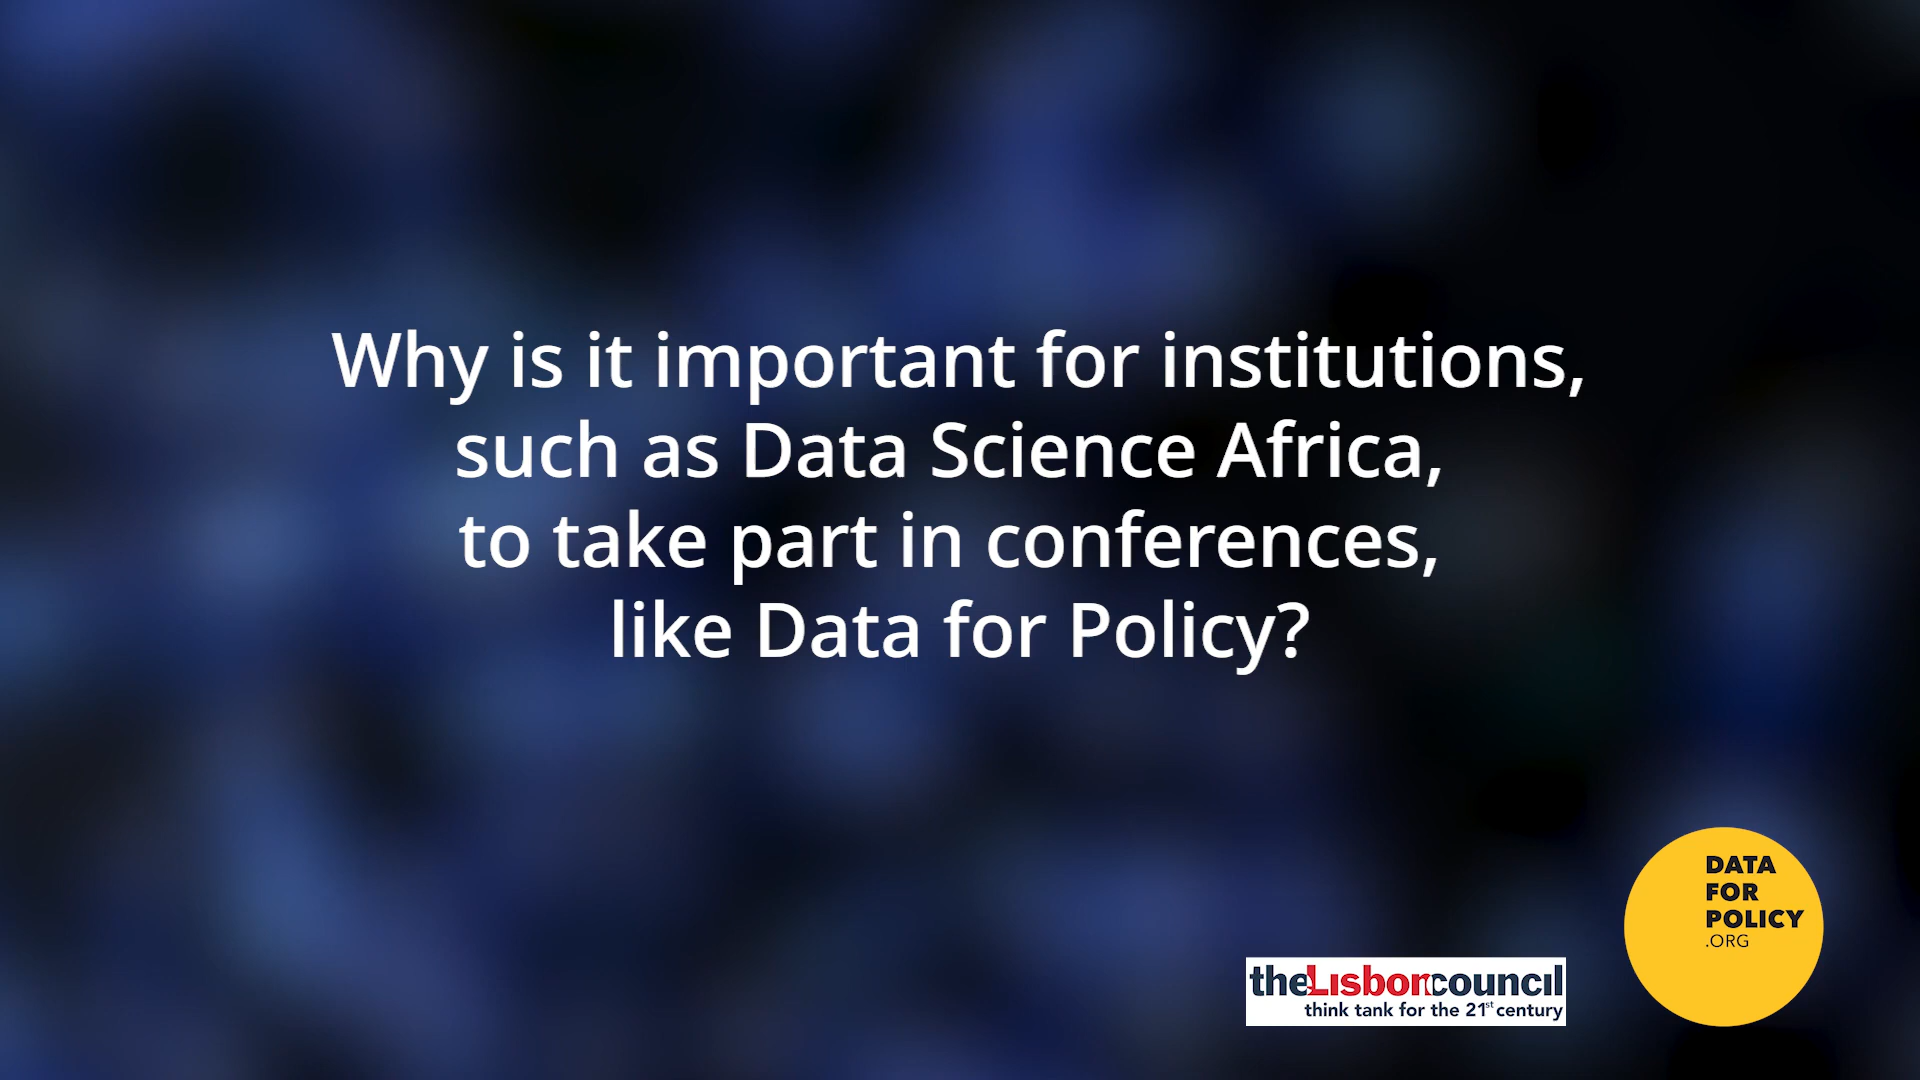 Why is it important for institutions,
such as Data Science Africa,
to take part in conferences,
like Data for Policy?
DATA
FOR
POLICY
.ORG
theLisboncouncil
think tank for the 21st century